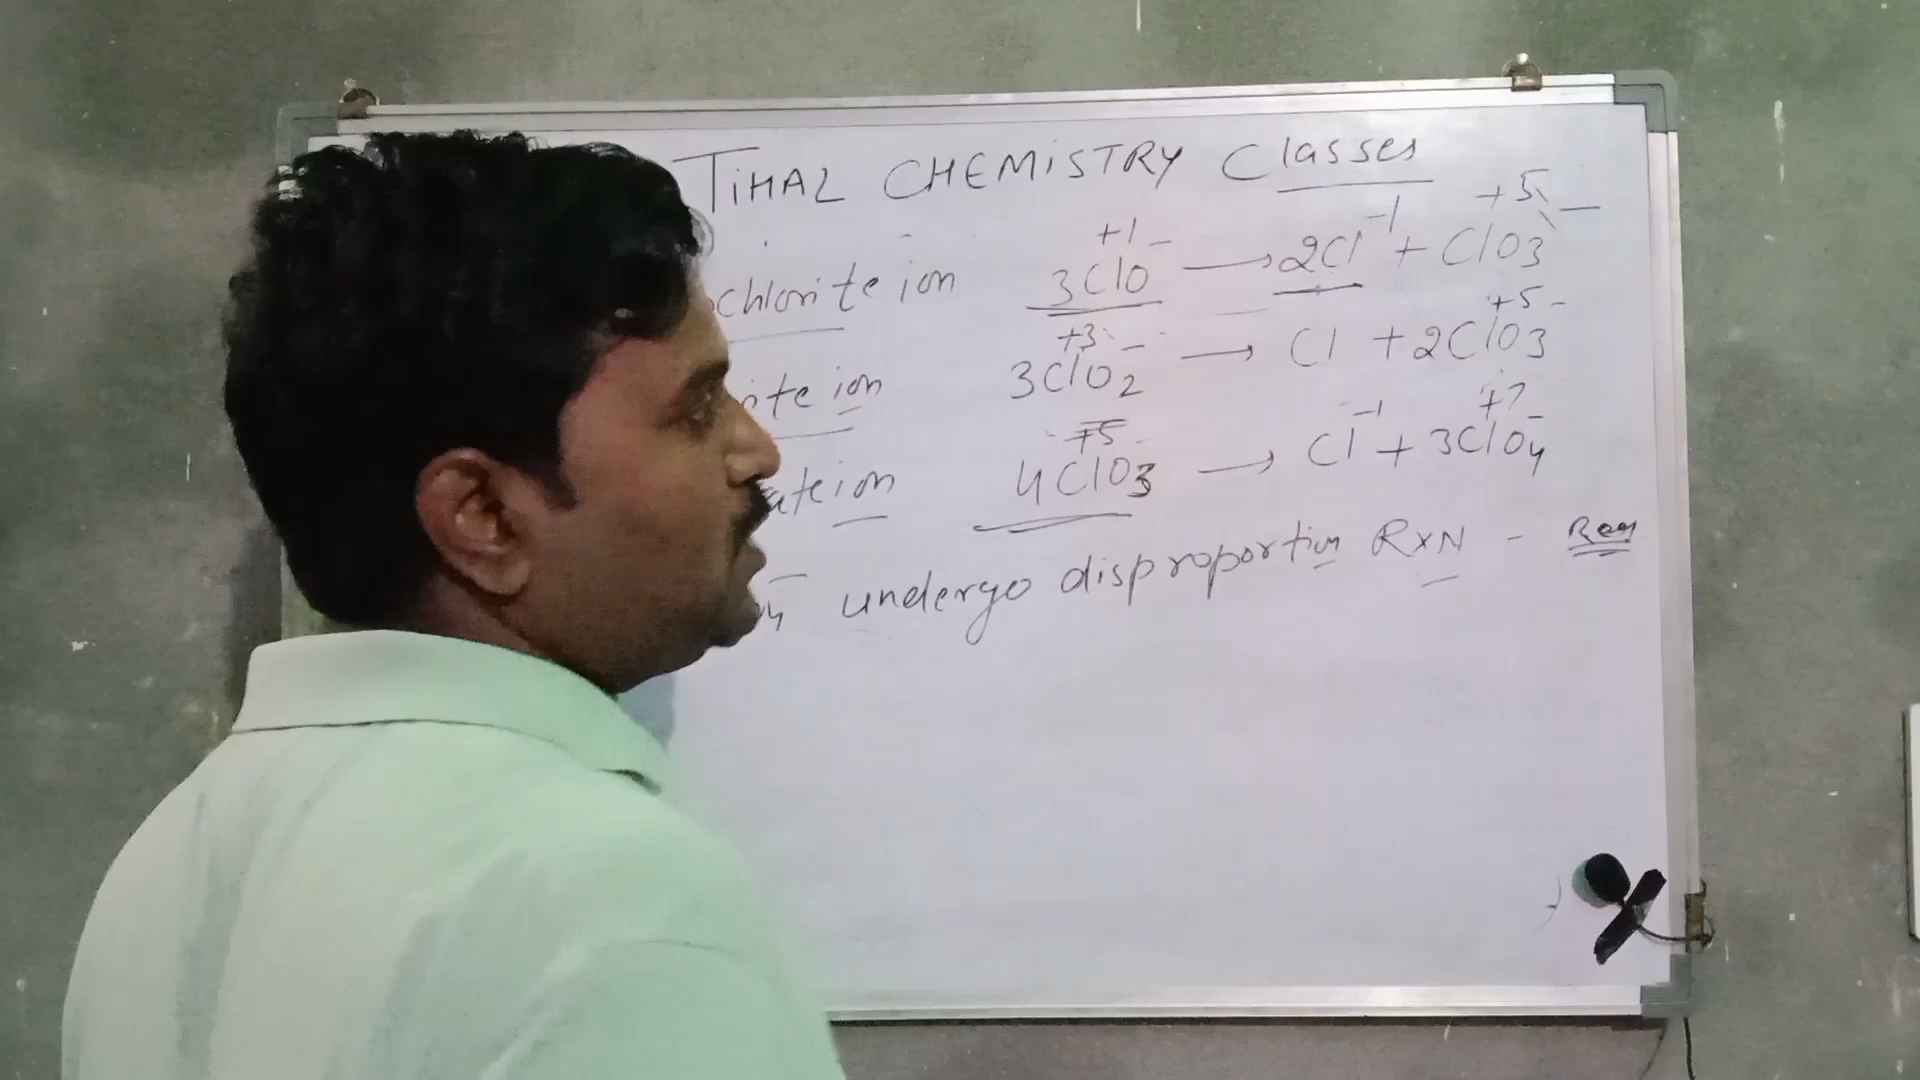 TIHAL CHEMISTRY Classes
chlorite ion 3ClO⁻ (+1) → 2Cl⁻¹ + ClO3⁻ (+5)
ite ion 3ClO2⁻ (+3) → Cl + 2ClO3⁻ (+5)
ate ion 4ClO3⁻ (+5) → Cl⁻¹ + 3ClO4⁻ (+7)
undergo disproportion RXN -